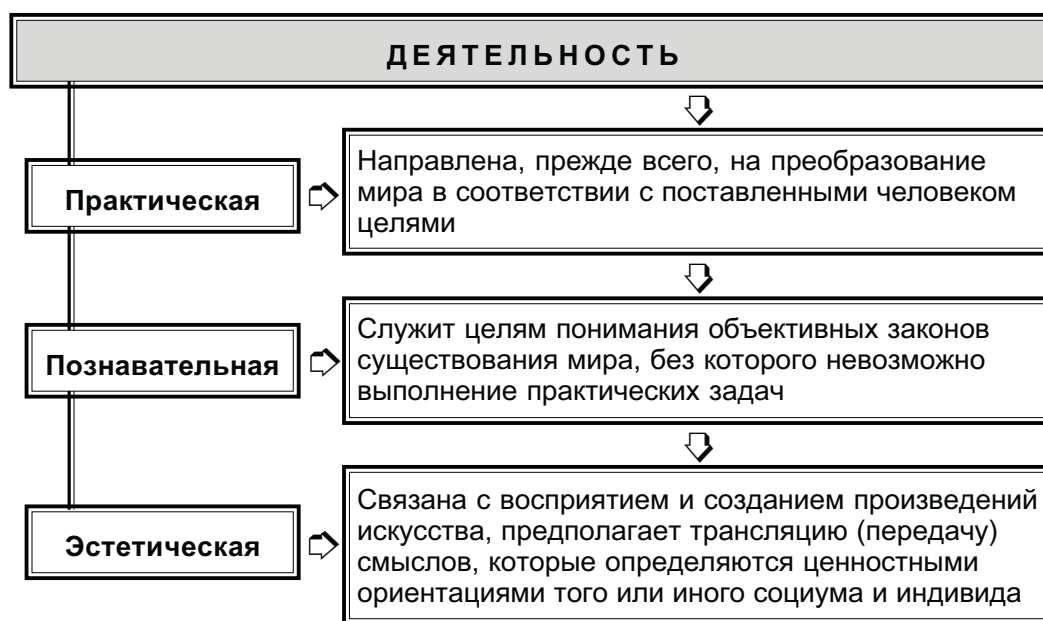 ДЕЯТЕЛЬНОСТЬ
Практическая
Направлена, прежде всего, на преобразование
мира в соответствии с поставленными человеком
целями
Познавательная
Служит целям понимания объективных законов
существования мира, без которого невозможно
выполнение практических задач
Эстетическая
Связана с восприятием и созданием произведений
искусства, предполагает трансляцию (передачу)
смыслов, которые определяются ценностными
ориентациями того или иного социума и индивида